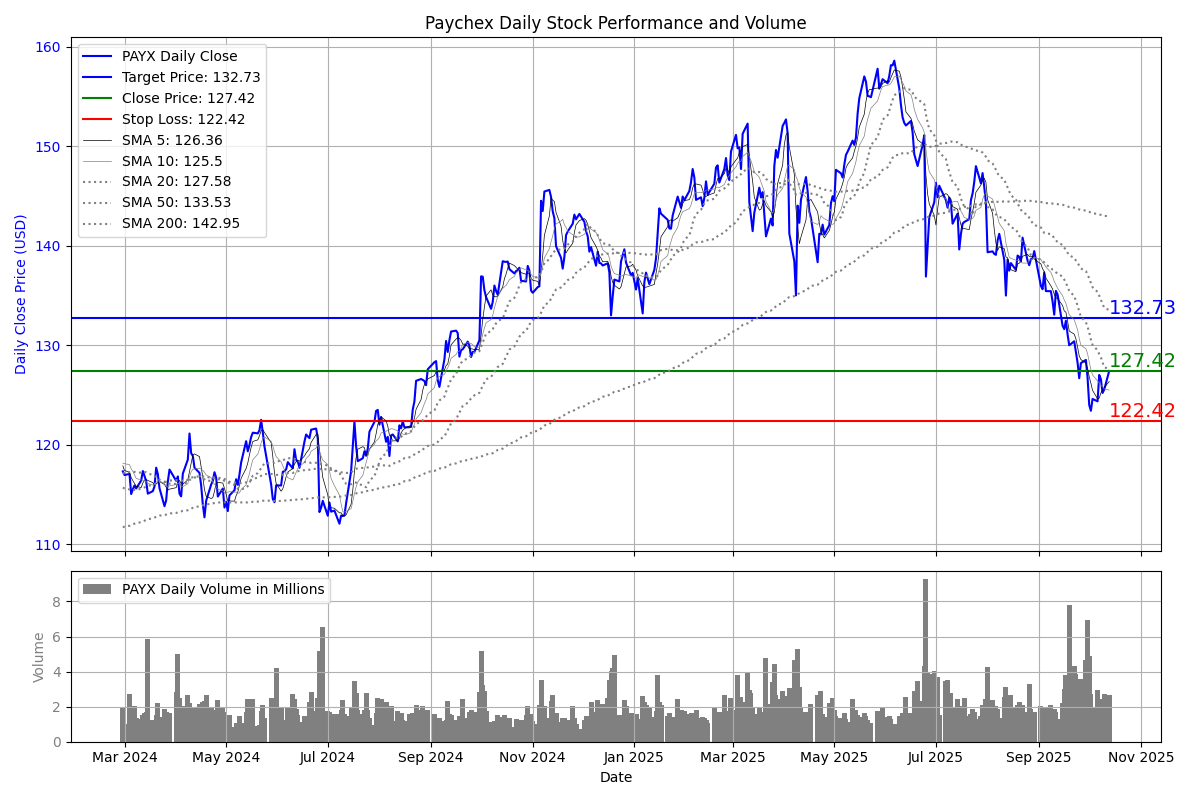 Paychex Daily Stock Performance and Volume
PAYX Daily Close
Target Price: 132.73
Close Price: 127.42
Stop Loss: 122.42
SMA 5: 126.36
SMA 10: 125.5
SMA 20: 127.58
SMA 50: 133.53
SMA 200: 142.95
Daily Close Price (USD)
160
150
140
130
120
110
132.73
127.42
122.42
PAYX Daily Volume in Millions
Volume
8
6
4
2
0
Mar 2024
May 2024
Jul 2024
Sep 2024
Nov 2024
Jan 2025
Mar 2025
May 2025
Jul 2025
Sep 2025
Nov 2025
Date